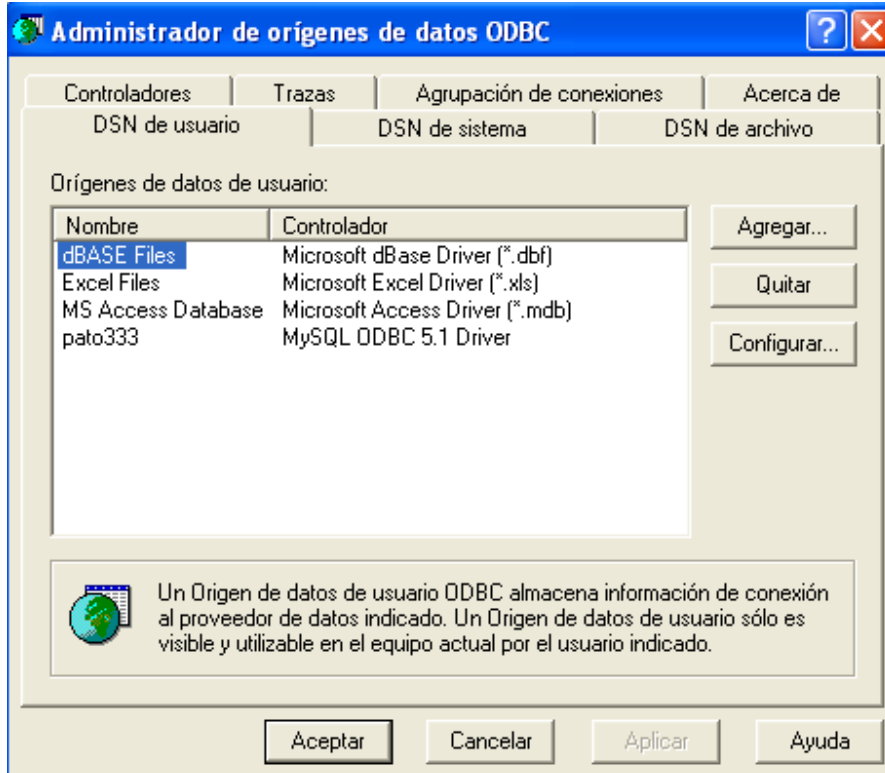 Administrador de orígenes de datos ODBC
Controladores Trazas Agrupación de conexiones Acerca de
DSN de usuario DSN de sistema DSN de archivo
Orígenes de datos de usuario:
Nombre Controlador
dBASE Files Microsoft dBase Driver (*.dbf)
Excel Files Microsoft Excel Driver (*.xls)
MS Access Database Microsoft Access Driver (*.mdb)
pato333 MySQL ODBC 5.1 Driver
Agregar...
Quitar
Configurar...
Un Origen de datos de usuario ODBC almacena información de conexión
al proveedor de datos indicado. Un Origen de datos de usuario sólo es
visible y utilizable en el equipo actual por el usuario indicado.
Aceptar Cancelar Aplicar Ayuda